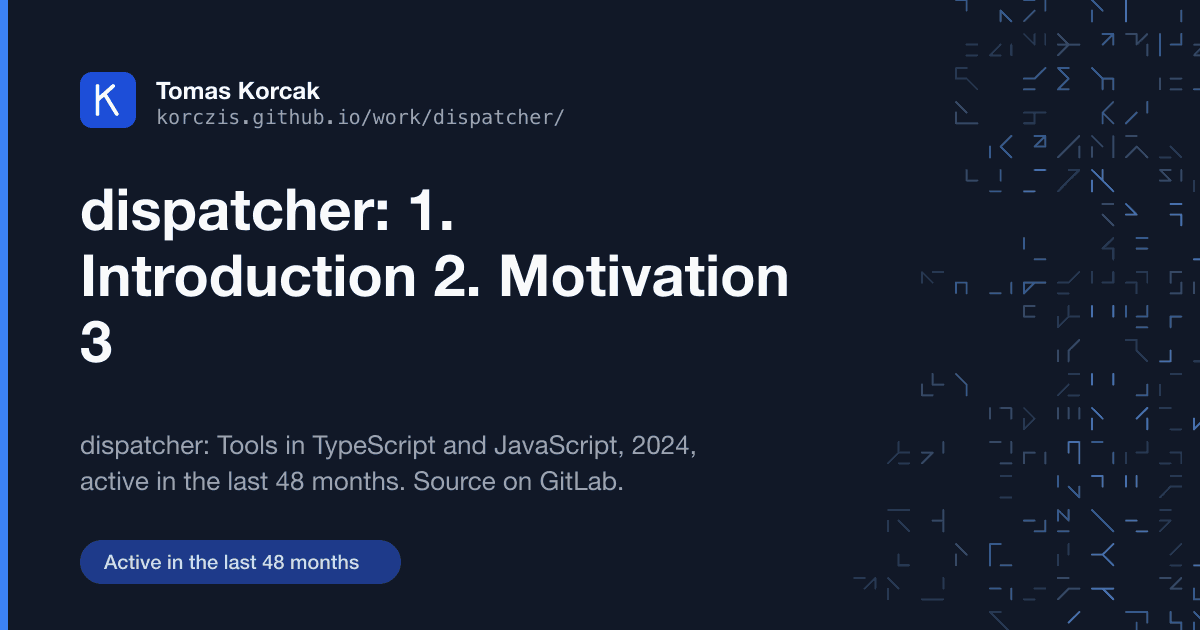 K
Tomas Korcak
korczis.github.io/work/dispatcher/
dispatcher: 1.
Introduction 2. Motivation
3
dispatcher: Tools in TypeScript and JavaScript, 2024,
active in the last 48 months. Source on GitLab.
Active in the last 48 months